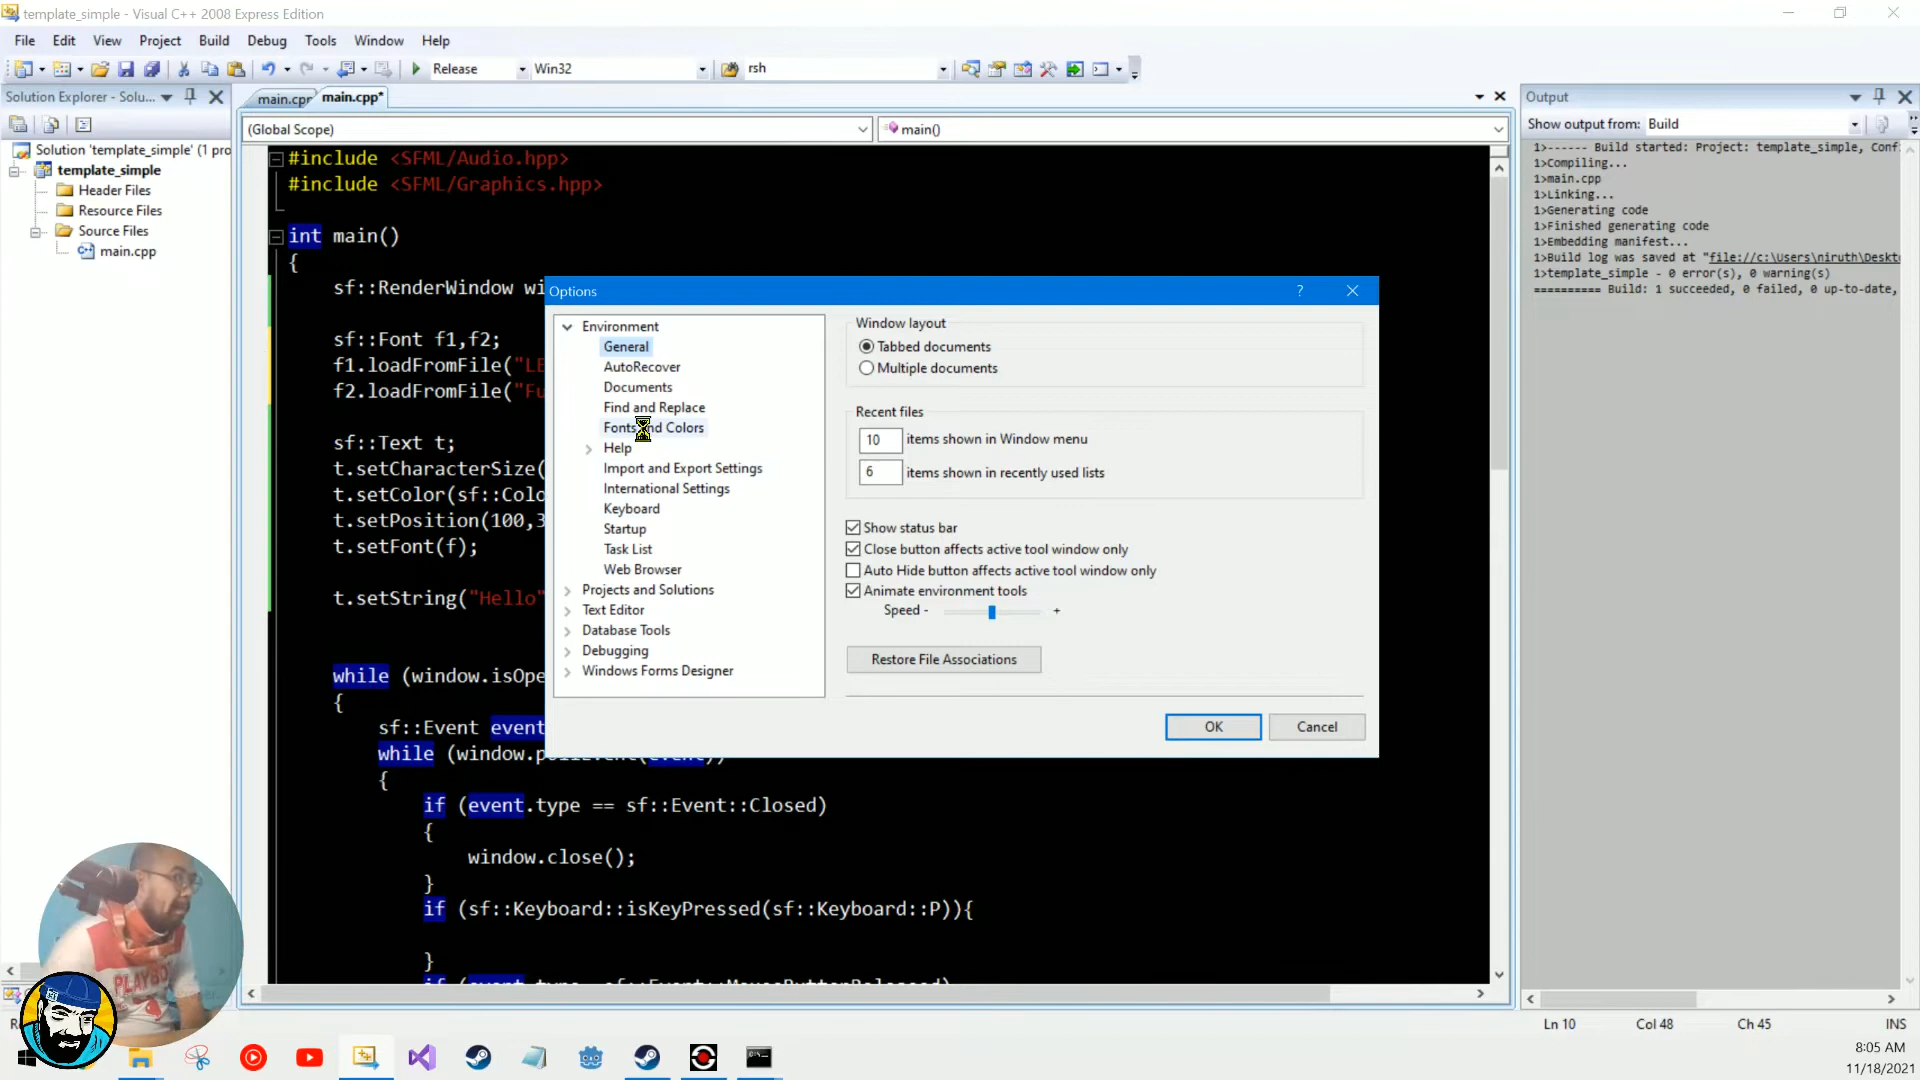 template_simple - Visual C++ 2008 Express Edition
File Edit View Project Build Debug Tools Window Help
Release Win32 rsh
Solution Explorer - Solu...
Solution 'template_simple' (1 pro
template_simple
Header Files
Resource Files
Source Files
main.cpp
main.cpp main.cpp*
(Global Scope) main()
#include <SFML/Audio.hpp>
#include <SFML/Graphics.hpp>
int main()
{
sf::RenderWindow wi
sf::Font f1,f2;
f1.loadFromFile("LE
f2.loadFromFile("Fu
sf::Text t;
t.setCharacterSize(
t.setColor(sf::Colo
t.setPosition(100,3
t.setFont(f);
t.setString("Hello"
while (window.isOpe
{
sf::Event event
while (window.pollEvent(event))
{
if (event.type == sf::Event::Closed)
{
window.close();
}
if (sf::Keyboard::isKeyPressed(sf::Keyboard::P)){
}
if (event.type == sf::Event::MouseButtonReleased)
Options
?
Environment
General
AutoRecover
Documents
Find and Replace
Fonts and Colors
Help
Import and Export Settings
International Settings
Keyboard
Startup
Task List
Web Browser
Projects and Solutions
Text Editor
Database Tools
Debugging
Windows Forms Designer
Window layout
Tabbed documents
Multiple documents
Recent files
10 items shown in Window menu
6 items shown in recently used lists
Show status bar
Close button affects active tool window only
Auto Hide button affects active tool window only
Animate environment tools
Speed - +
Restore File Associations
OK Cancel
Output
Show output from: Build
1>------ Build started: Project: template_simple, Conf
1>Compiling...
1>main.cpp
1>Linking...
1>Generating code
1>Finished generating code
1>Embedding manifest...
1>Build log was saved at "file://c:\Users\niruth\Deskto
1>template_simple - 0 error(s), 0 warning(s)
========== Build: 1 succeeded, 0 failed, 0 up-to-date,
PLAYBO
Ln 10 Col 48 Ch 45 INS
8:05 AM
11/18/2021